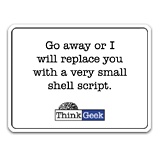 Go away or I
will replace you
with a very small
shell script.
ThinkGeek